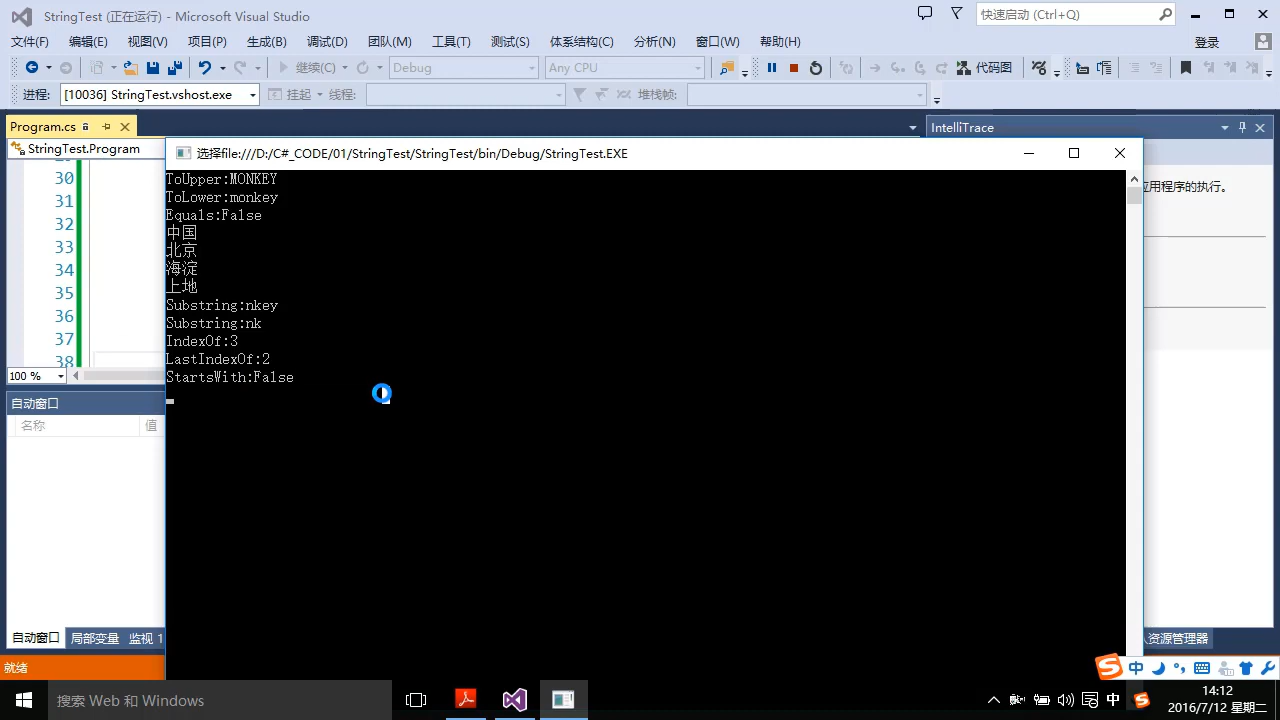 StringTest (正在运行) - Microsoft Visual Studio
快速启动 (Ctrl+Q)
文件(F) 编辑(E) 视图(V) 项目(P) 生成(B) 调试(D) 团队(M) 工具(T) 测试(S) 体系结构(C) 分析(N) 窗口(W) 帮助(H) 登录
继续(C) Debug Any CPU 代码图
进程: [10036] StringTest.vshost.exe 挂起 线程: 堆栈帧:
Program.cs
IntelliTrace
StringTest.Program
选择file:///D:/C#_CODE/01/StringTest/StringTest/bin/Debug/StringTest.EXE
应用程序的执行。
30
31
32
33
34
35
36
37
38
100 %
ToUpper:MONKEY
ToLower:monkey
Equals:False
中国
北京
海淀
上地
Substring:nkey
Substring:nk
IndexOf:3
LastIndexOf:2
StartsWith:False
自动窗口
名称 值
自动窗口 局部变量 监视 1
资源管理器
就绪
中
搜索 Web 和 Windows
中
14:12
2016/7/12 星期二